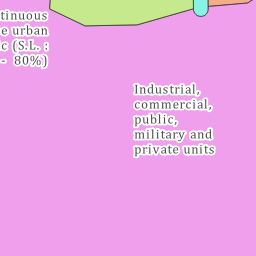 tinuous
e urban
c (S.L. :
- 80%)
Industrial,
commercial,
public,
military and
private units